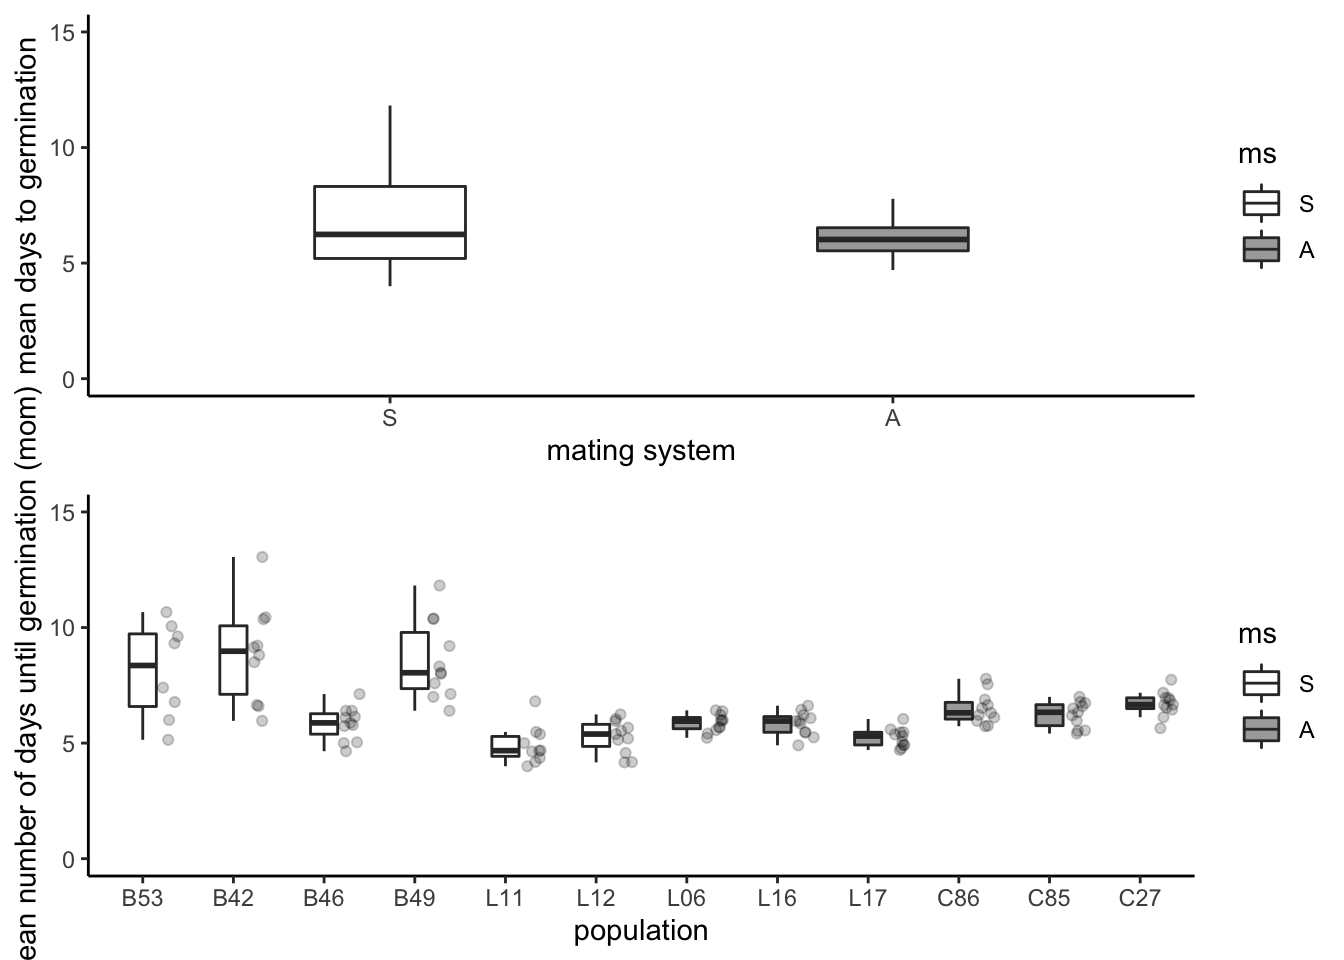 mean days to germination
15
10
5
0
S
A
mating system
ms
S
A
ean number of days until germination (mom)
15
10
5
0
B53 B42 B46 B49 L11 L12 L06 L16 L17 C86 C85 C27
population
ms
S
A